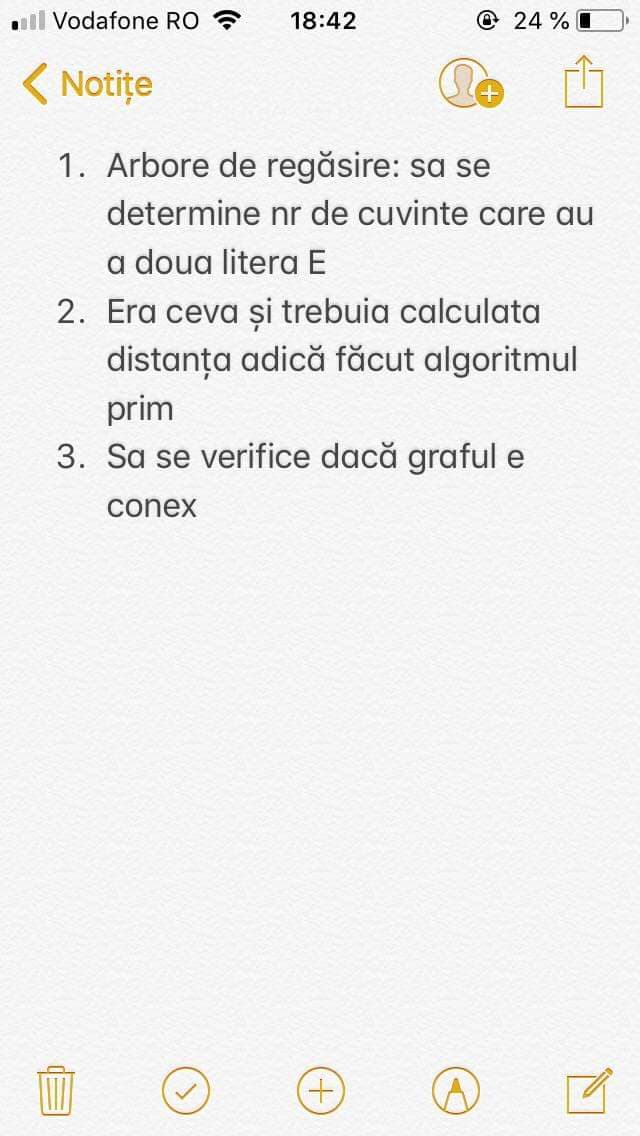 Vodafone RO 18:42 24 %
Notițe
1. Arbore de regăsire: sa se
determine nr de cuvinte care au
a doua litera E
2. Era ceva și trebuia calculata
distanța adică făcut algoritmul
prim
3. Sa se verifice dacă graful e
conex